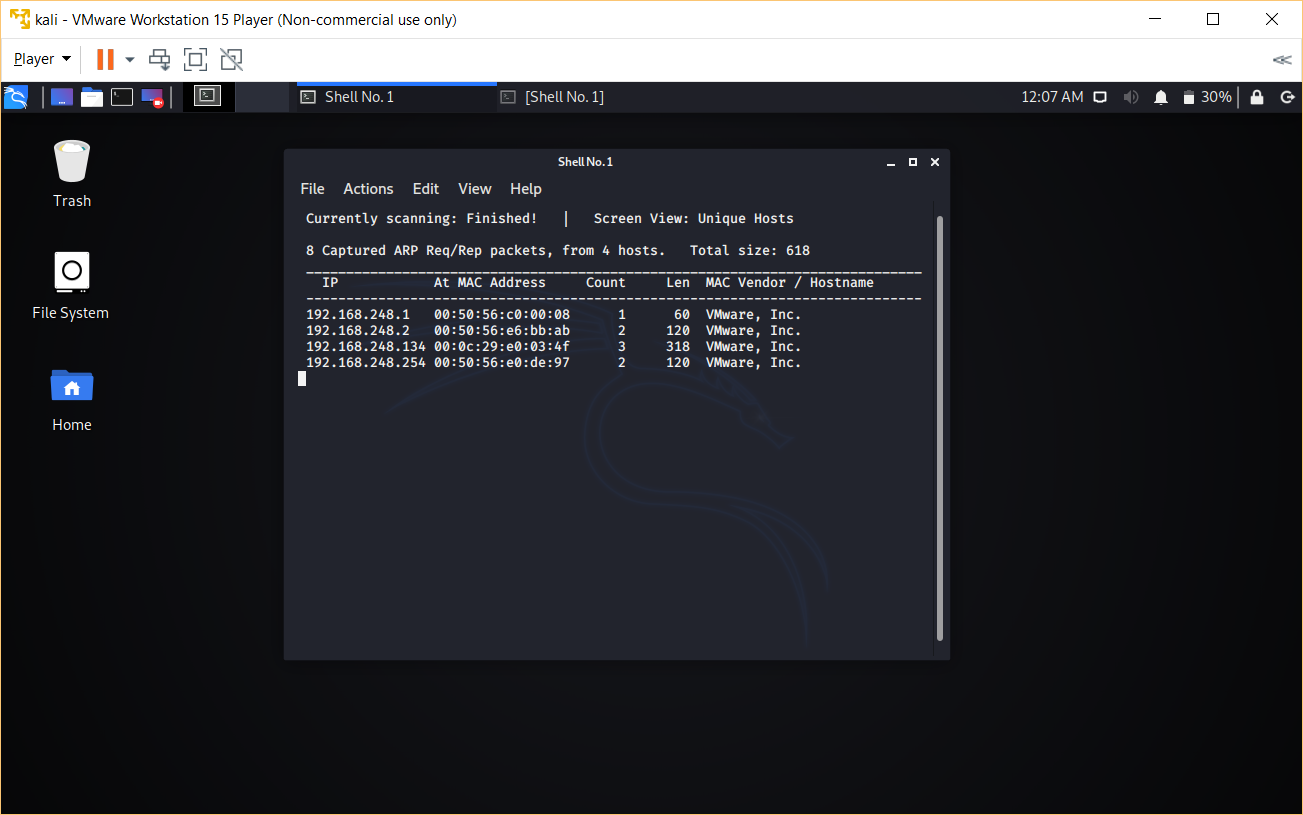 kali - VMware Workstation 15 Player (Non-commercial use only)
Player
Shell No. 1
[Shell No. 1]
12:07 AM
30%
Trash
File System
Home
Shell No. 1
File Actions Edit View Help
Currently scanning: Finished! | Screen View: Unique Hosts
8 Captured ARP Req/Rep packets, from 4 hosts. Total size: 618
_____________________________________________________________________________
IP At MAC Address Count Len MAC Vendor / Hostname
-----------------------------------------------------------------------------
192.168.248.1 00:50:56:c0:00:08 1 60 VMware, Inc.
192.168.248.2 00:50:56:e6:bb:ab 2 120 VMware, Inc.
192.168.248.134 00:0c:29:e0:03:4f 3 318 VMware, Inc.
192.168.248.254 00:50:56:e0:de:97 2 120 VMware, Inc.